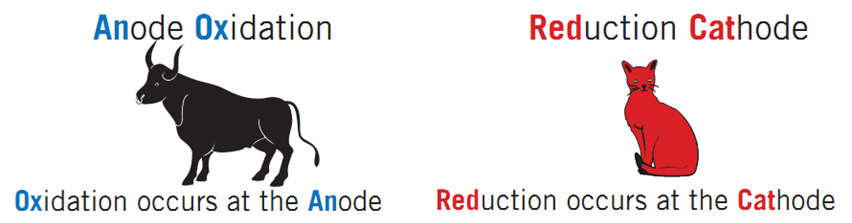 Anode Oxidation
Oxidation occurs at the Anode
Reduction Cathode
Reduction occurs at the Cathode